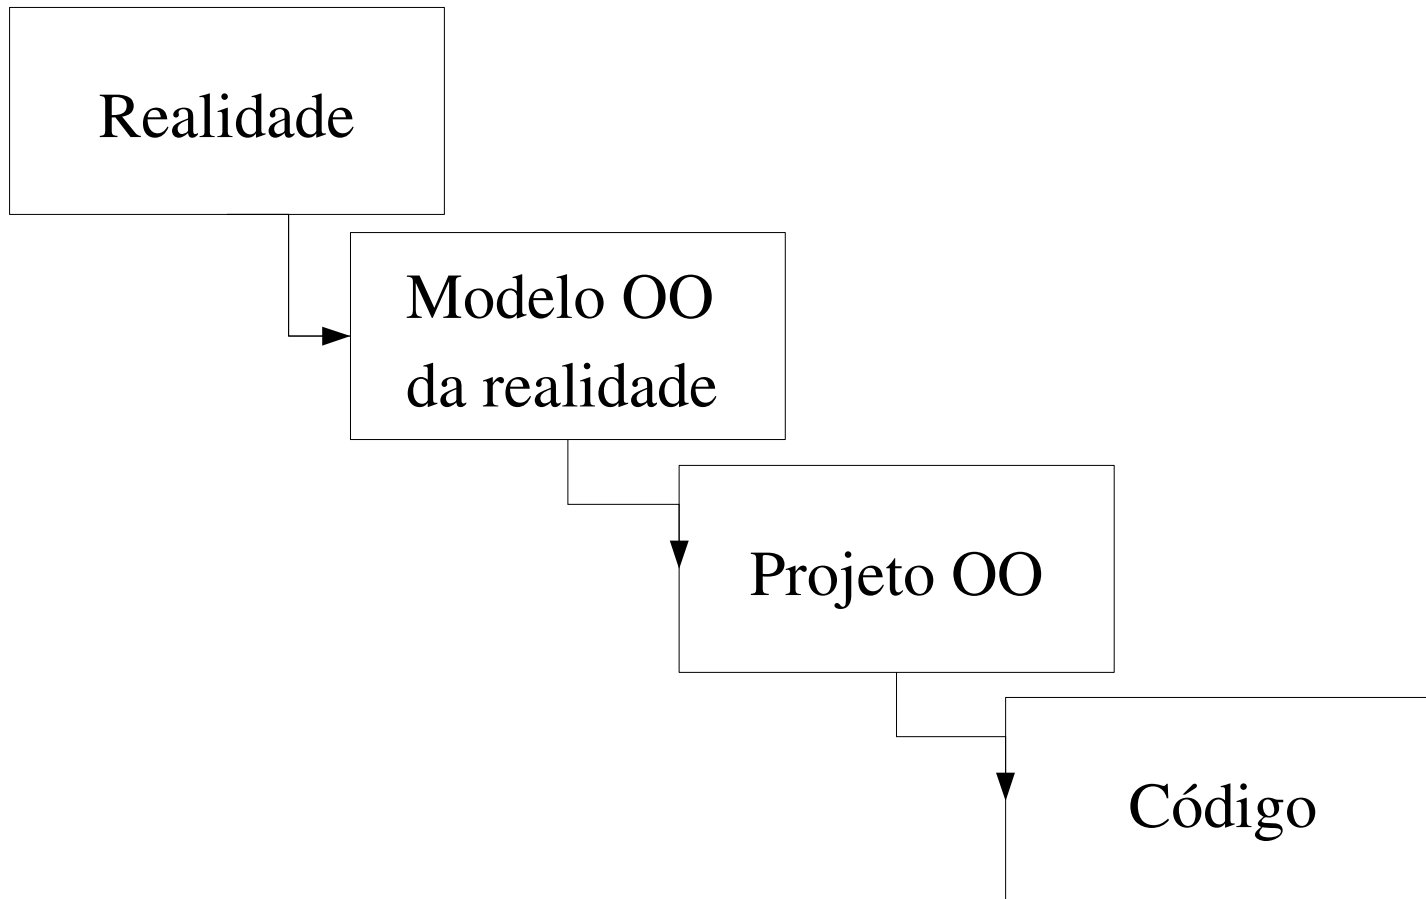 Realidade
Modelo OO
da realidade
Projeto OO
Código